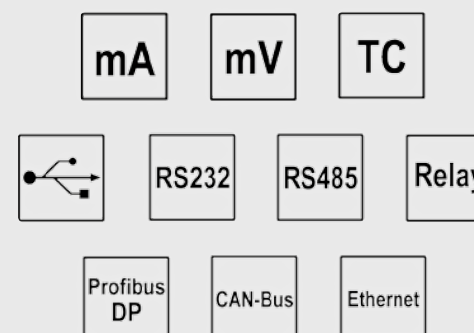 mA
mV
TC
RS232
RS485
Relay
Profibus
DP
CAN-Bus
Ethernet